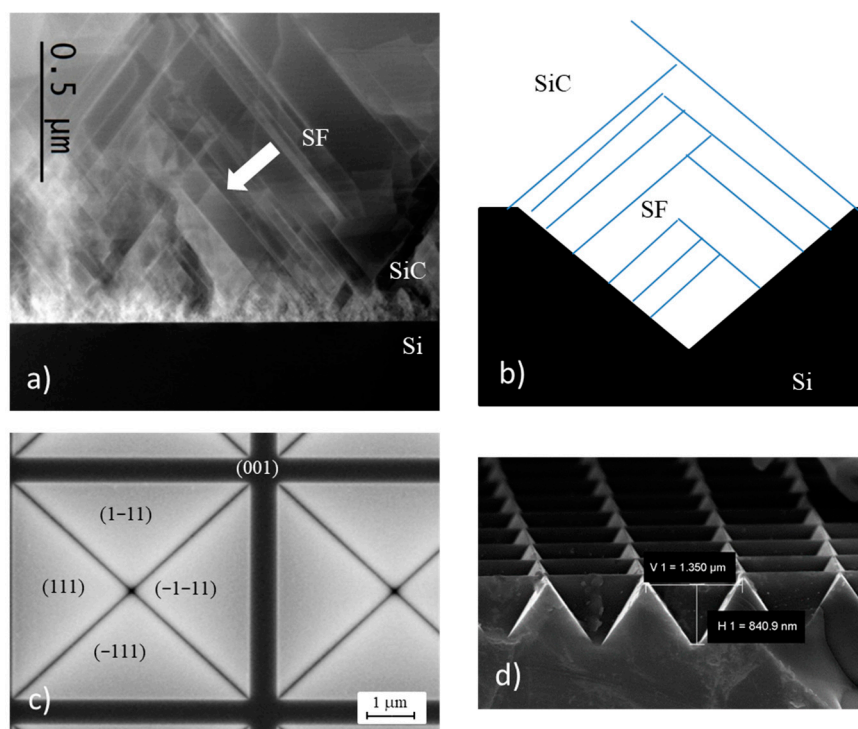 0.5 µm
SF
SiC
Si
a)
SiC
SF
Si
b)
(001)
(1−11)
(111)
(−1−11)
(−111)
c)
1 µm
V 1 = 1.350 µm
H 1 = 840.9 nm
d)